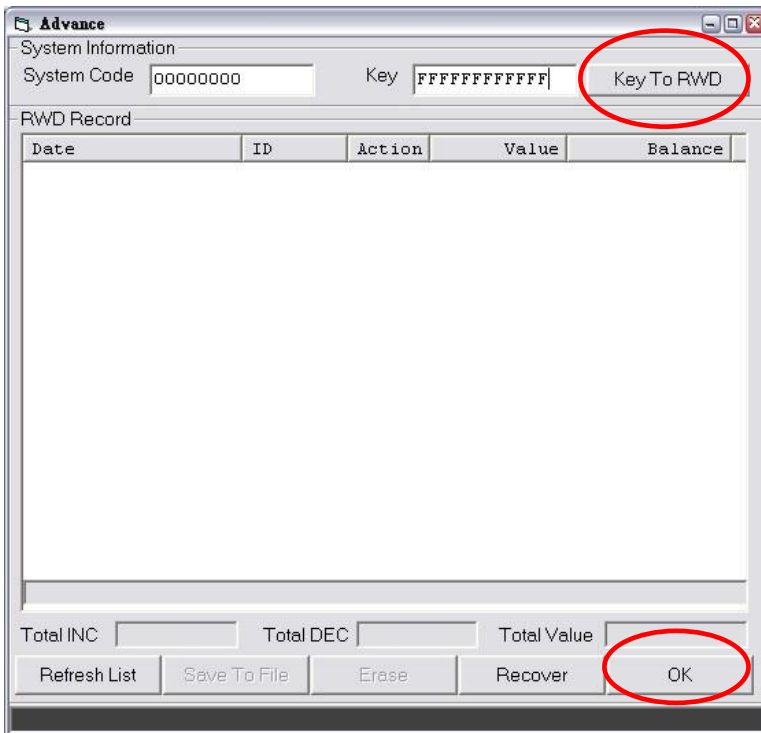 Advance
System Information
System Code 00000000 Key FFFFFFFFFFFF Key To RWD
RWD Record
Date ID Action Value Balance
Total INC Total DEC Total Value
Refresh List Save To File Erase Recover OK